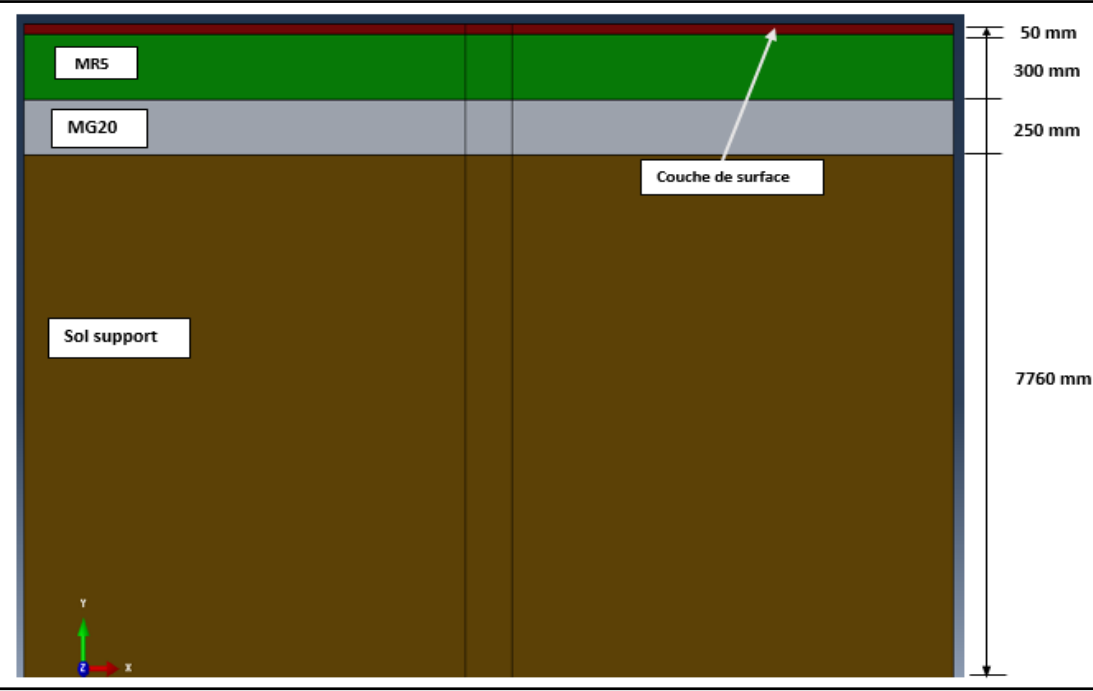 50 mm
MR5
300 mm
MG20
250 mm
Couche de surface
Sol support
7760 mm
Y
Z
X